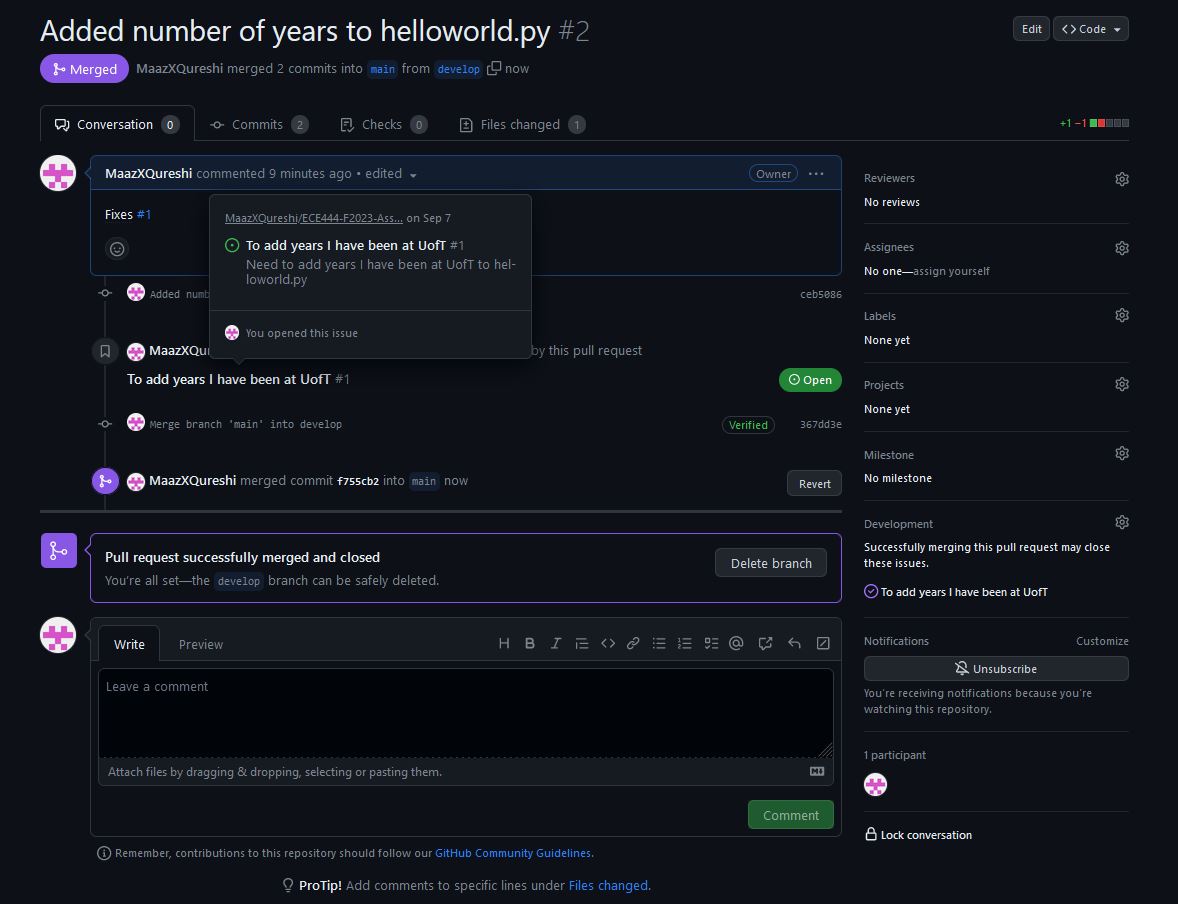 Added number of years to helloworld.py #2
Edit
Code
Merged
MaazXQureshi merged 2 commits into main from develop now
Conversation 0
Commits 2
Checks 0
Files changed 1
+1 −1
MaazXQureshi commented 9 minutes ago • edited
Owner
Fixes #1
MaazXQureshi/ECE444-F2023-Ass... on Sep 7
To add years I have been at UofT #1
Need to add years I have been at UofT to hel-
loworld.py
You opened this issue
Added numb
ceb5086
MaazXQu
by this pull request
To add years I have been at UofT #1
Open
Merge branch 'main' into develop
Verified
367dd3e
MaazXQureshi merged commit f755cb2 into main now
Revert
Pull request successfully merged and closed
You're all set—the develop branch can be safely deleted.
Delete branch
Write
Preview
Leave a comment
Attach files by dragging & dropping, selecting or pasting them.
Comment
Remember, contributions to this repository should follow our GitHub Community Guidelines.
ProTip! Add comments to specific lines under Files changed.
Reviewers
No reviews
Assignees
No one—assign yourself
Labels
None yet
Projects
None yet
Milestone
No milestone
Development
Successfully merging this pull request may close
these issues.
To add years I have been at UofT
Notifications
Customize
Unsubscribe
You're receiving notifications because you're
watching this repository.
1 participant
Lock conversation